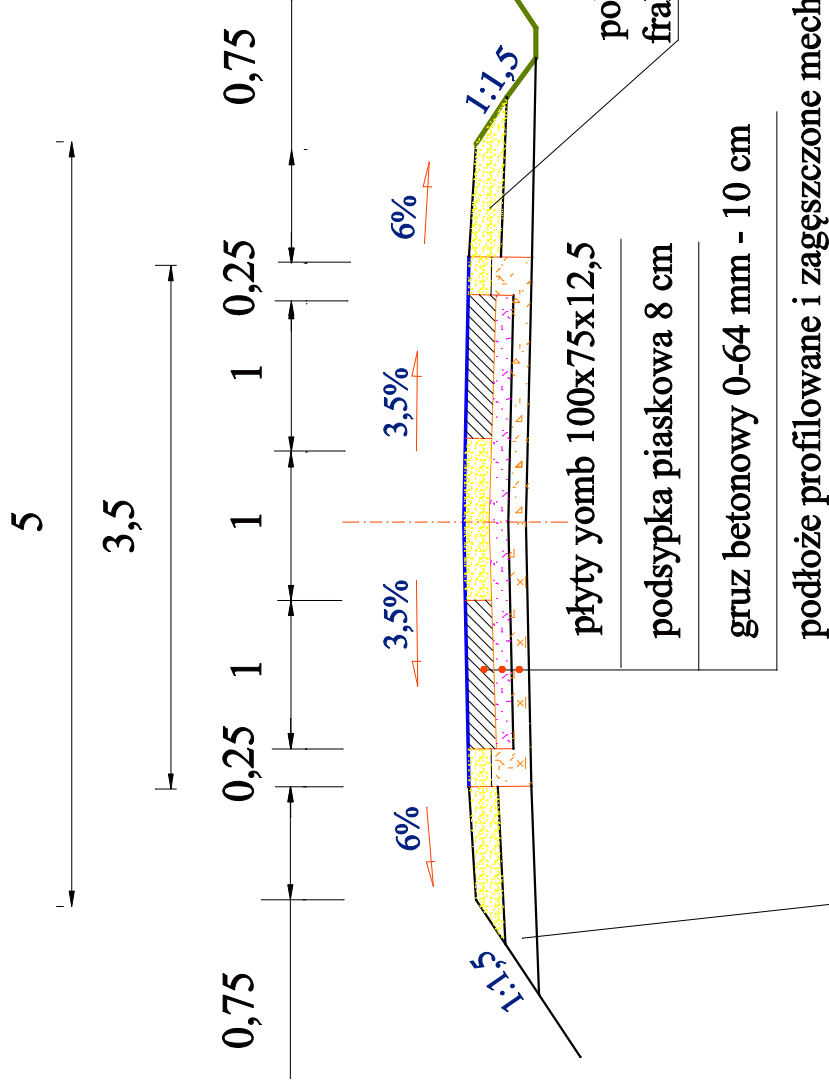 5
3,5
0,75 0,25 1 1 1 0,25 0,75
6% 3,5% 3,5% 6%
1:1,5 1:1,5
płyty yomb 100x75x12,5
po
podsypka piaskowa 8 cm
fra
gruz betonowy 0-64 mm - 10 cm
podłoże profilowane i zagęszczone mech